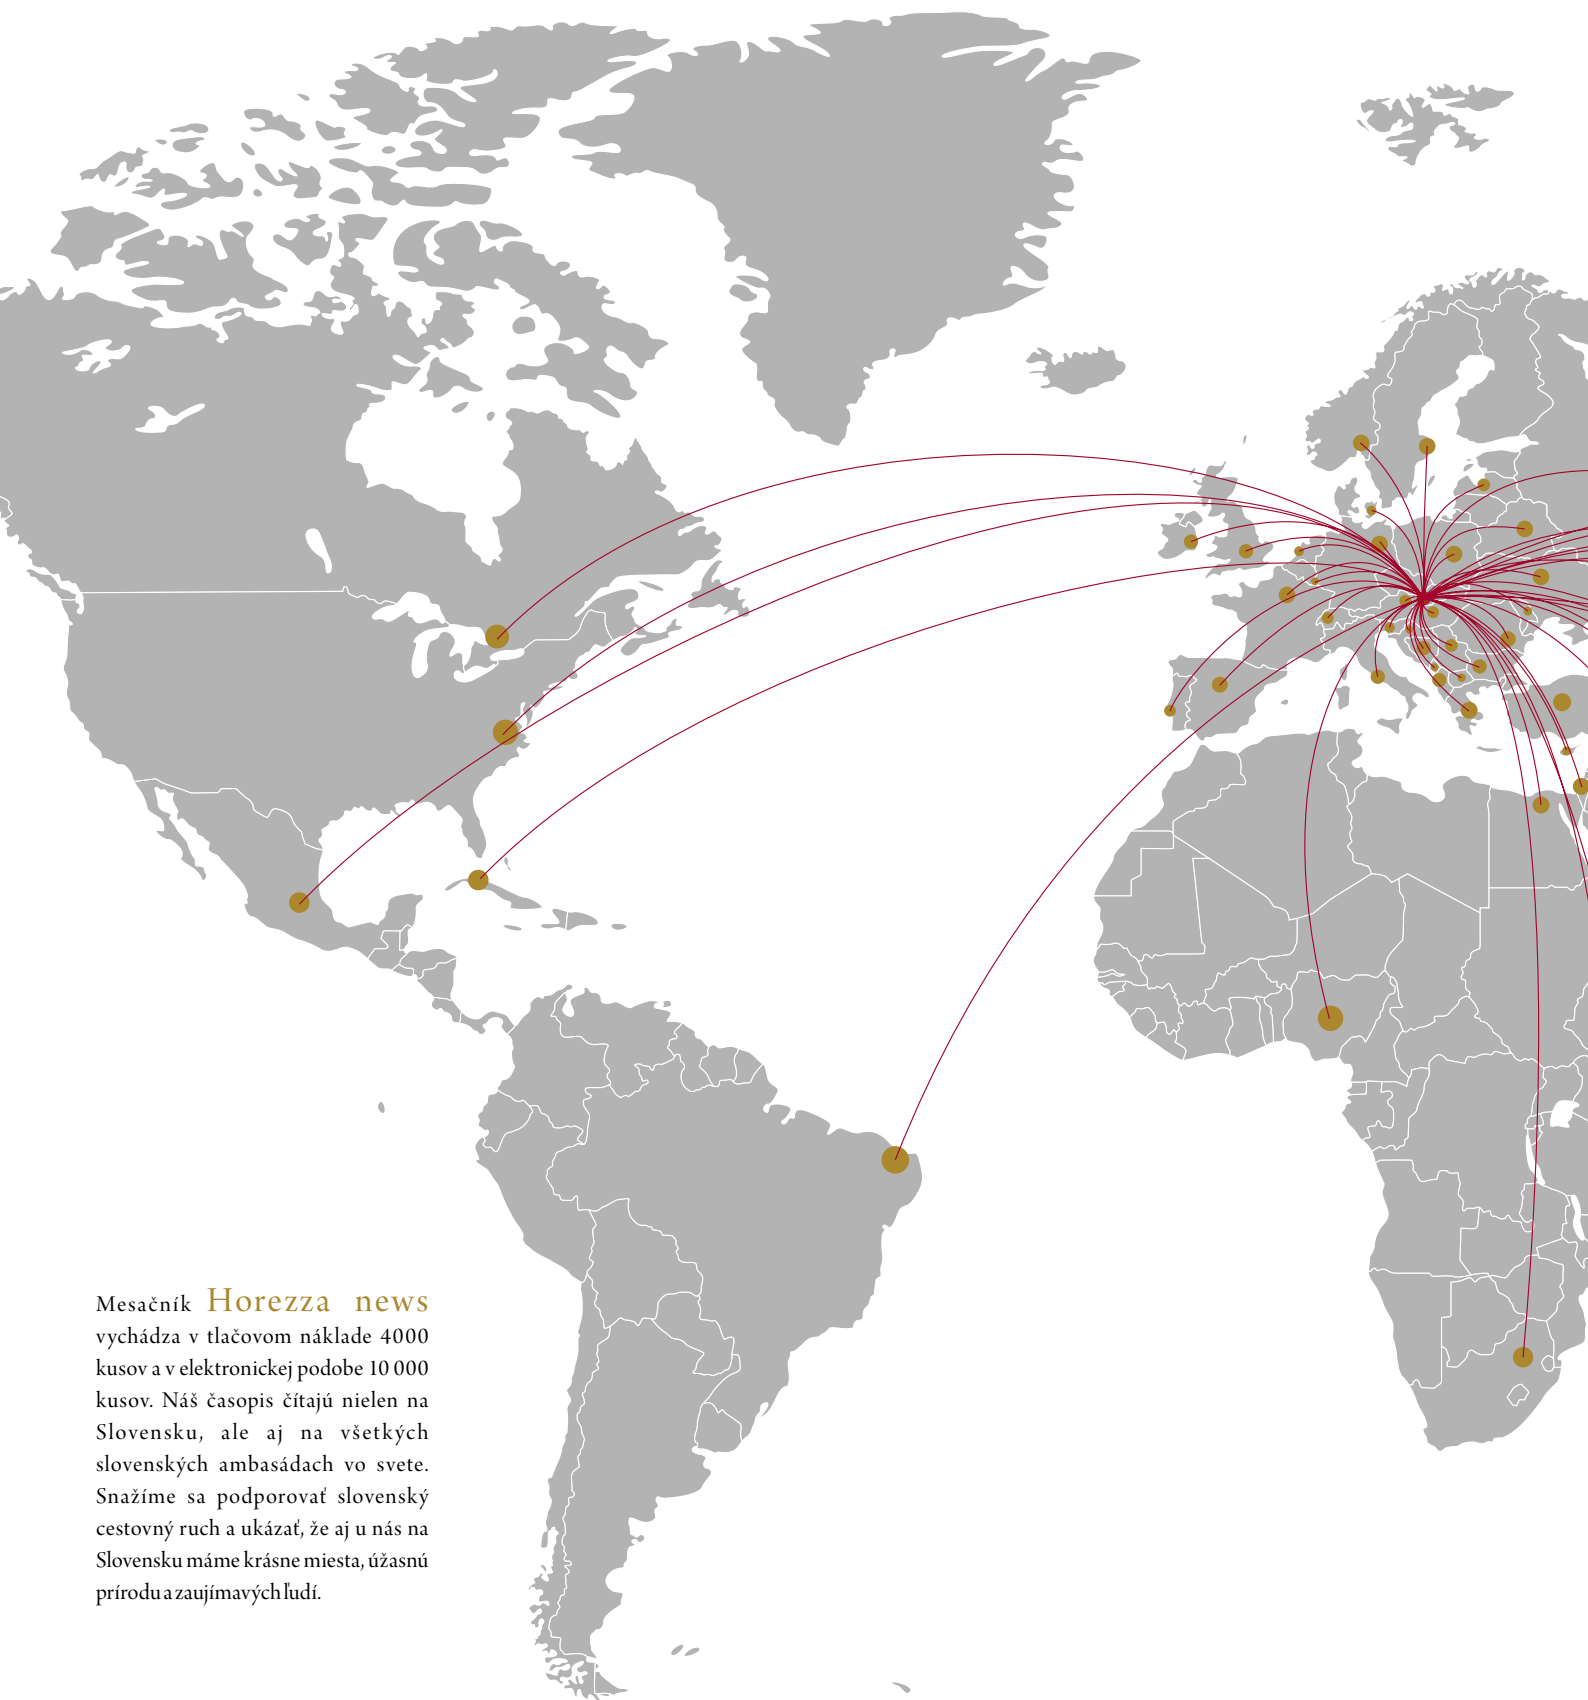 Mesačník Horezza news
vychádza v tlačovom náklade 4000
kusov a v elektronickej podobe 10 000
kusov. Náš časopis čítajú nielen na
Slovensku, ale aj na všetkých
slovenských ambasádach vo svete.
Snažíme sa podporovať slovenský
cestovný ruch a ukázať, že aj u nás na
Slovensku máme krásne miesta, úžasnú
prírodu a zaujímavých ľudí.